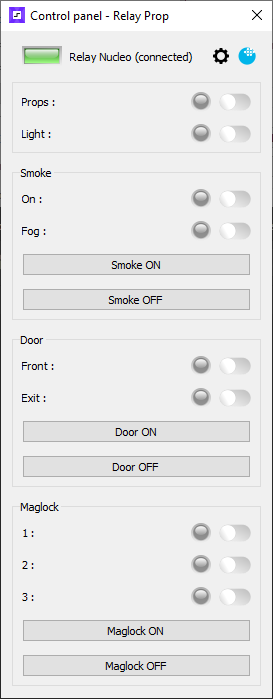 Control panel - Relay Prop
Relay Nucleo (connected)
Props :
Light :
Smoke
On :
Fog :
Smoke ON
Smoke OFF
Door
Front :
Exit :
Door ON
Door OFF
Maglock
1 :
2 :
3 :
Maglock ON
Maglock OFF